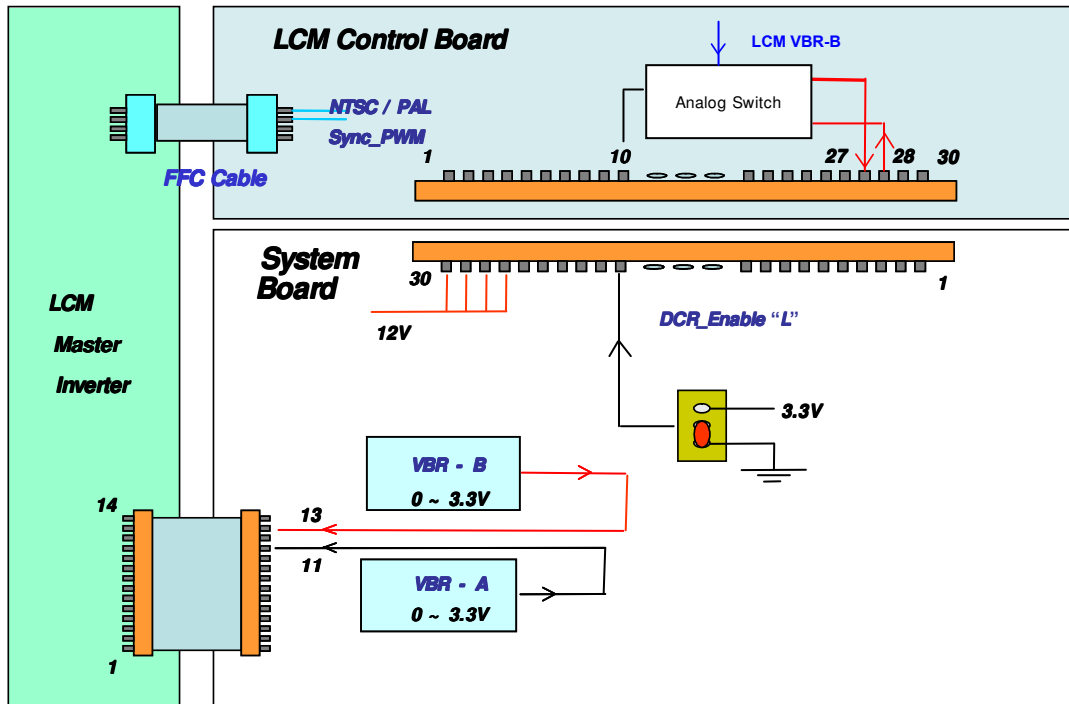 LCM Control Board
LCM VBR-B
Analog Switch
NTSC / PAL
Sync_PWM
FFC Cable
1
10
27
28
30
System
Board
30
1
12V
DCR_Enable “L”
3.3V
LCM
Master
Inverter
VBR - B
0 ~ 3.3V
14
13
11
VBR - A
0 ~ 3.3V
1